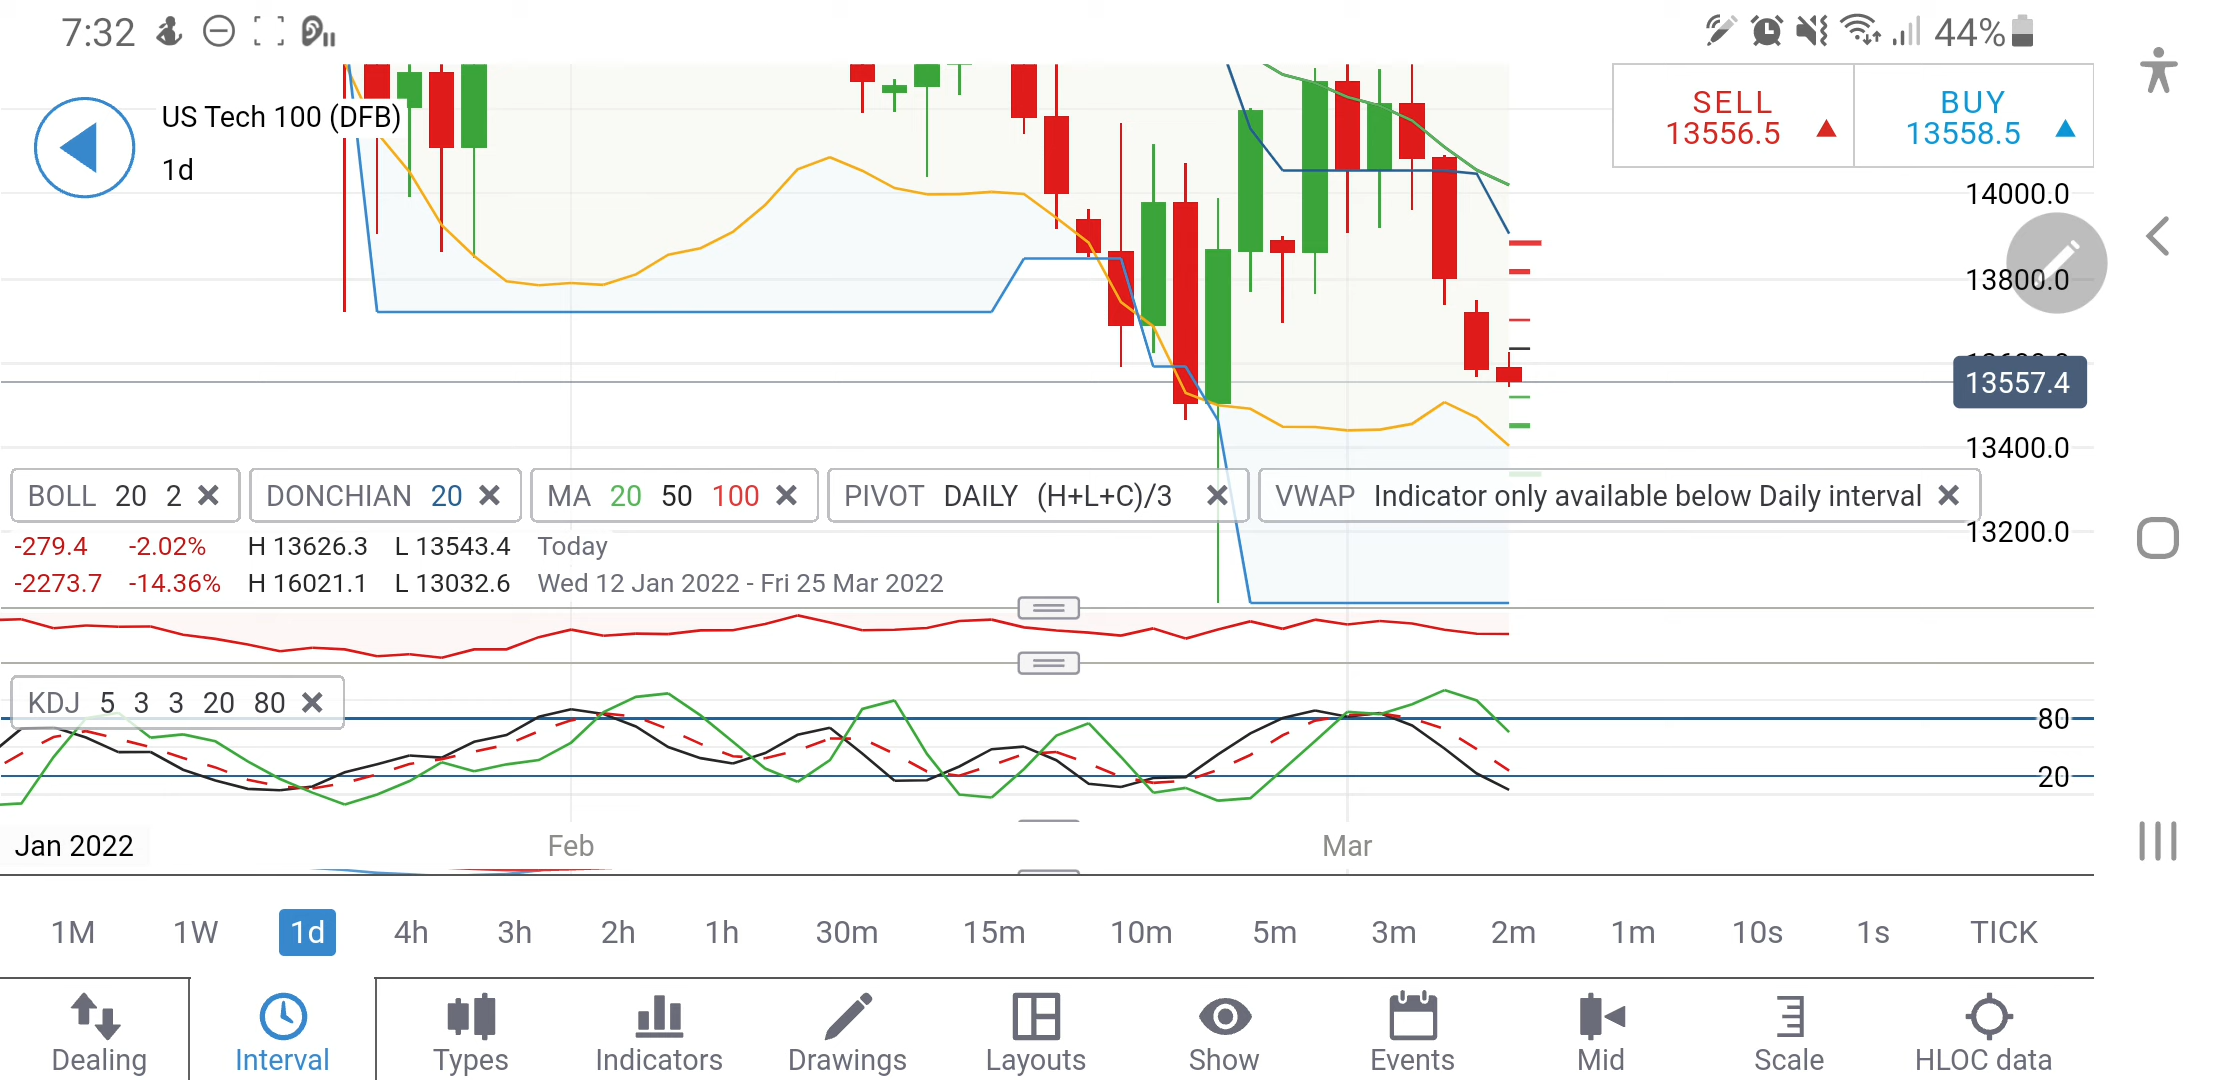 7:32
44%
US Tech 100 (DFB)
1d
SELL
13556.5
BUY
13558.5
14000.0
13800.0
13557.4
13400.0
13200.0
BOLL 20 2
DONCHIAN 20
MA 20 50 100
PIVOT DAILY (H+L+C)/3
VWAP Indicator only available below Daily interval
-279.4 -2.02% H 13626.3 L 13543.4 Today
-2273.7 -14.36% H 16021.1 L 13032.6 Wed 12 Jan 2022 - Fri 25 Mar 2022
KDJ 5 3 3 20 80
80
20
Jan 2022 Feb Mar
1M 1W 1d 4h 3h 2h 1h 30m 15m 10m 5m 3m 2m 1m 10s 1s TICK
Dealing Interval Types Indicators Drawings Layouts Show Events Mid Scale HLOC data